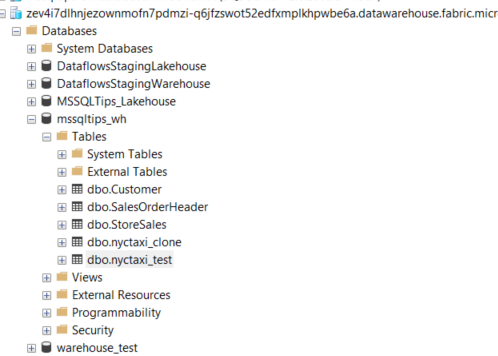 zev4i7dlhnjezownmofn7pdmzi-q6jfzswot52edfxmplkhpwbe6a.datawarehouse.fabric.micr
Databases
System Databases
DataflowsStagingLakehouse
DataflowsStagingWarehouse
MSSQLTips_Lakehouse
mssqltips_wh
Tables
System Tables
External Tables
dbo.Customer
dbo.SalesOrderHeader
dbo.StoreSales
dbo.nyctaxi_clone
dbo.nyctaxi_test
Views
External Resources
Programmability
Security
warehouse_test